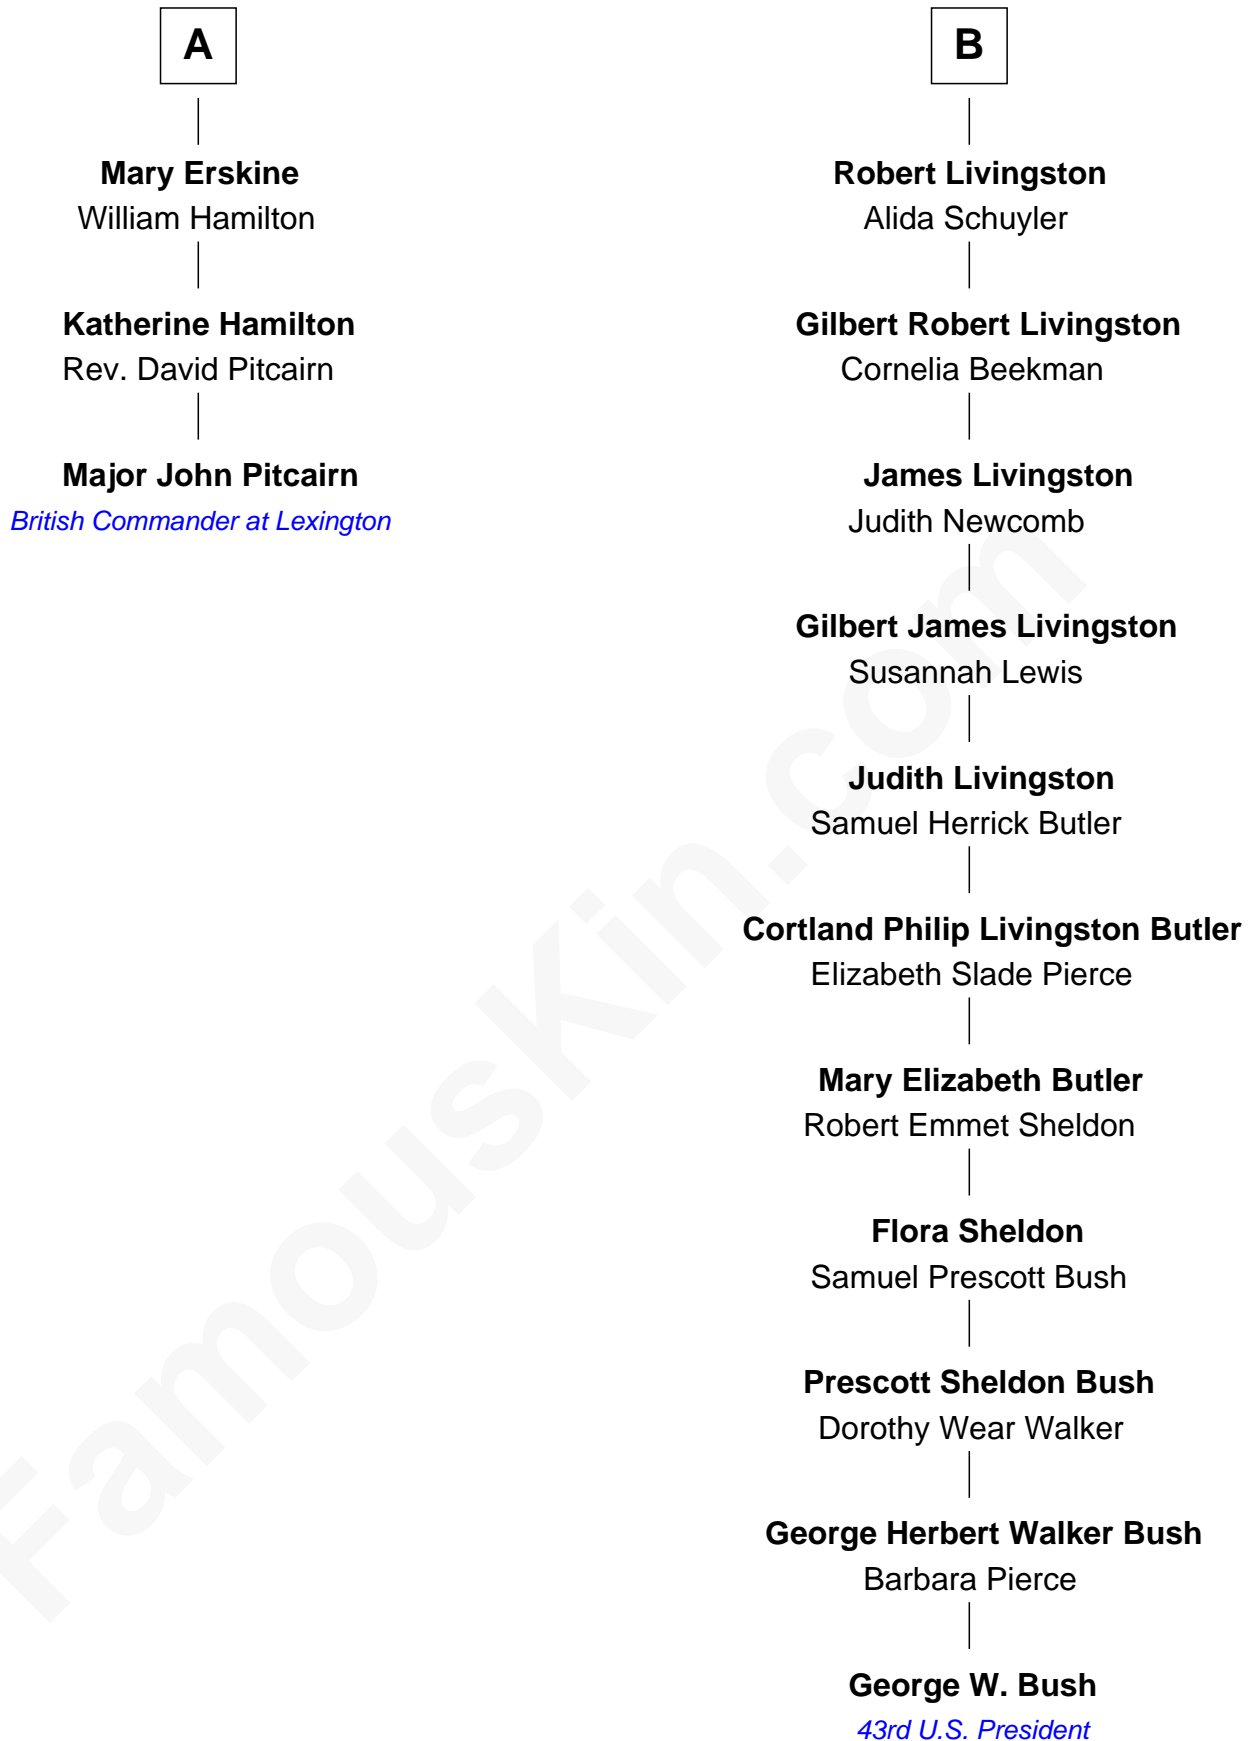 A
Mary Erskine
William Hamilton
Katherine Hamilton
Rev. David Pitcairn
Major John Pitcairn
British Commander at Lexington
B
Robert Livingston
Alida Schuyler
Gilbert Robert Livingston
Cornelia Beekman
James Livingston
Judith Newcomb
Gilbert James Livingston
Susannah Lewis
Judith Livingston
Samuel Herrick Butler
Cortland Philip Livingston Butler
Elizabeth Slade Pierce
Mary Elizabeth Butler
Robert Emmet Sheldon
Flora Sheldon
Samuel Prescott Bush
Prescott Sheldon Bush
Dorothy Wear Walker
George Herbert Walker Bush
Barbara Pierce
George W. Bush
43rd U.S. President
FamousKin.com